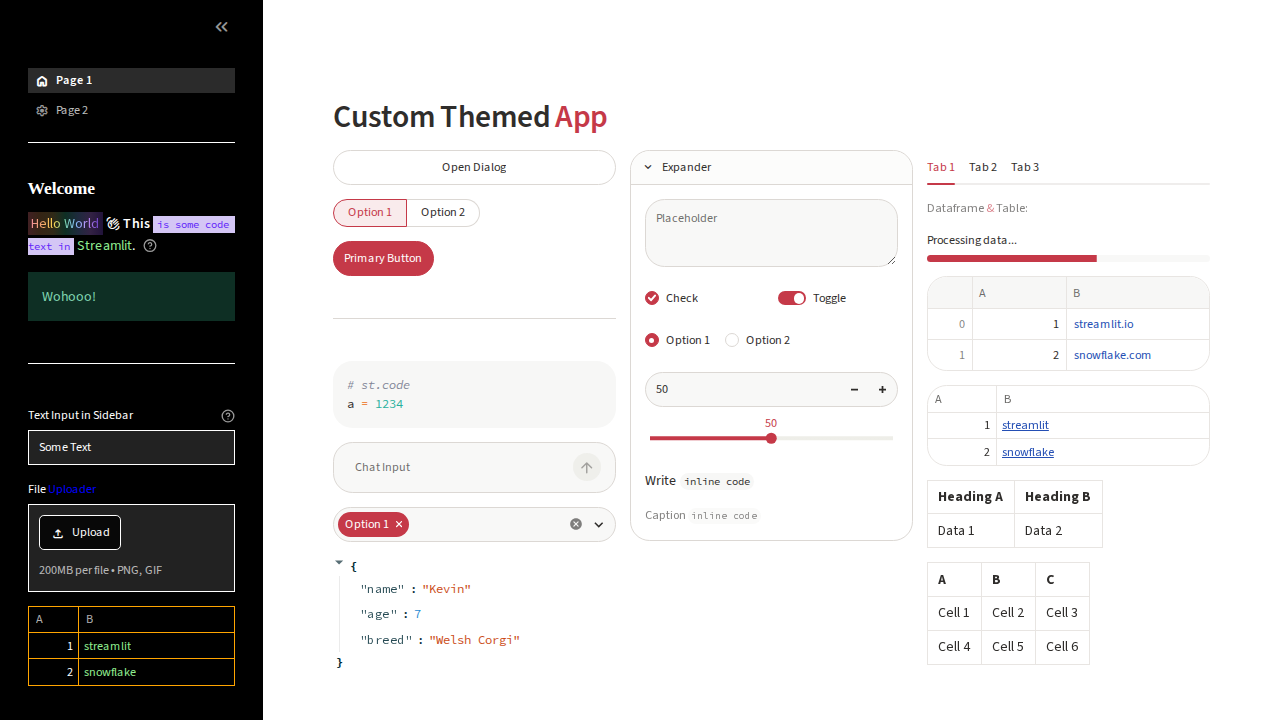 Page 1
Page 2
Welcome
Hello World 👋 This is some code
text in Streamlit.
Wohooo!
Text Input in Sidebar
Some Text
File Uploader
Upload
200MB per file • PNG, GIF
A B
1 streamlit
2 snowflake
Custom Themed App
Open Dialog
Option 1 Option 2
Primary Button
# st.code
a = 1234
Chat Input
Option 1
{
"name" : "Kevin"
"age" : 7
"breed" : "Welsh Corgi"
}
Expander
Placeholder
Check Toggle
Option 1 Option 2
50
50
Write inline code
Caption inline code
Tab 1 Tab 2 Tab 3
Dataframe & Table:
Processing data...
A B
0 1 streamlit.io
1 2 snowflake.com
A B
1 streamlit
2 snowflake
Heading A Heading B
Data 1 Data 2
A B C
Cell 1 Cell 2 Cell 3
Cell 4 Cell 5 Cell 6